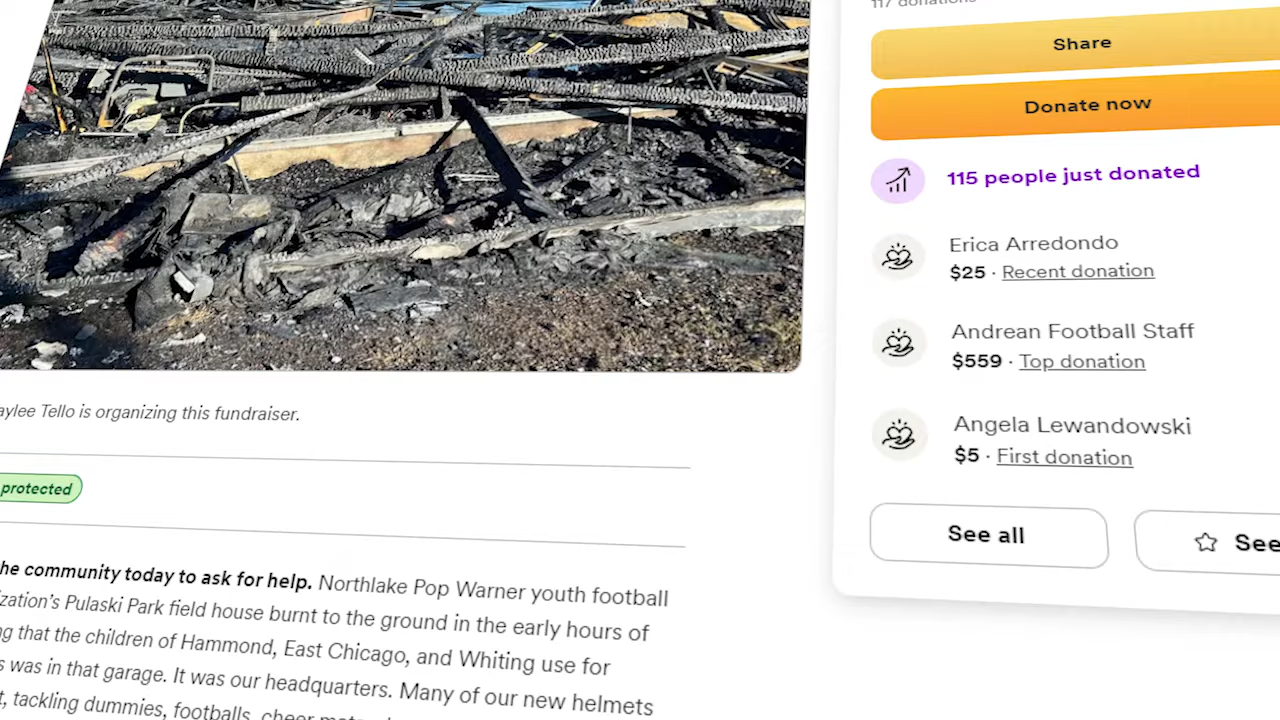 117 donations
Share
Donate now
115 people just donated
Erica Arredondo
$25 · Recent donation
Andrean Football Staff
$559 · Top donation
Angela Lewandowski
$5 · First donation
See all
See
aylee Tello is organizing this fundraiser.
protected
he community today to ask for help. Northlake Pop Warner youth football
ization's Pulaski Park field house burnt to the ground in the early hours of
ng that the children of Hammond, East Chicago, and Whiting use for
s was in that garage. It was our headquarters. Many of our new helmets
t, tackling dummies, footballs, cheer mats